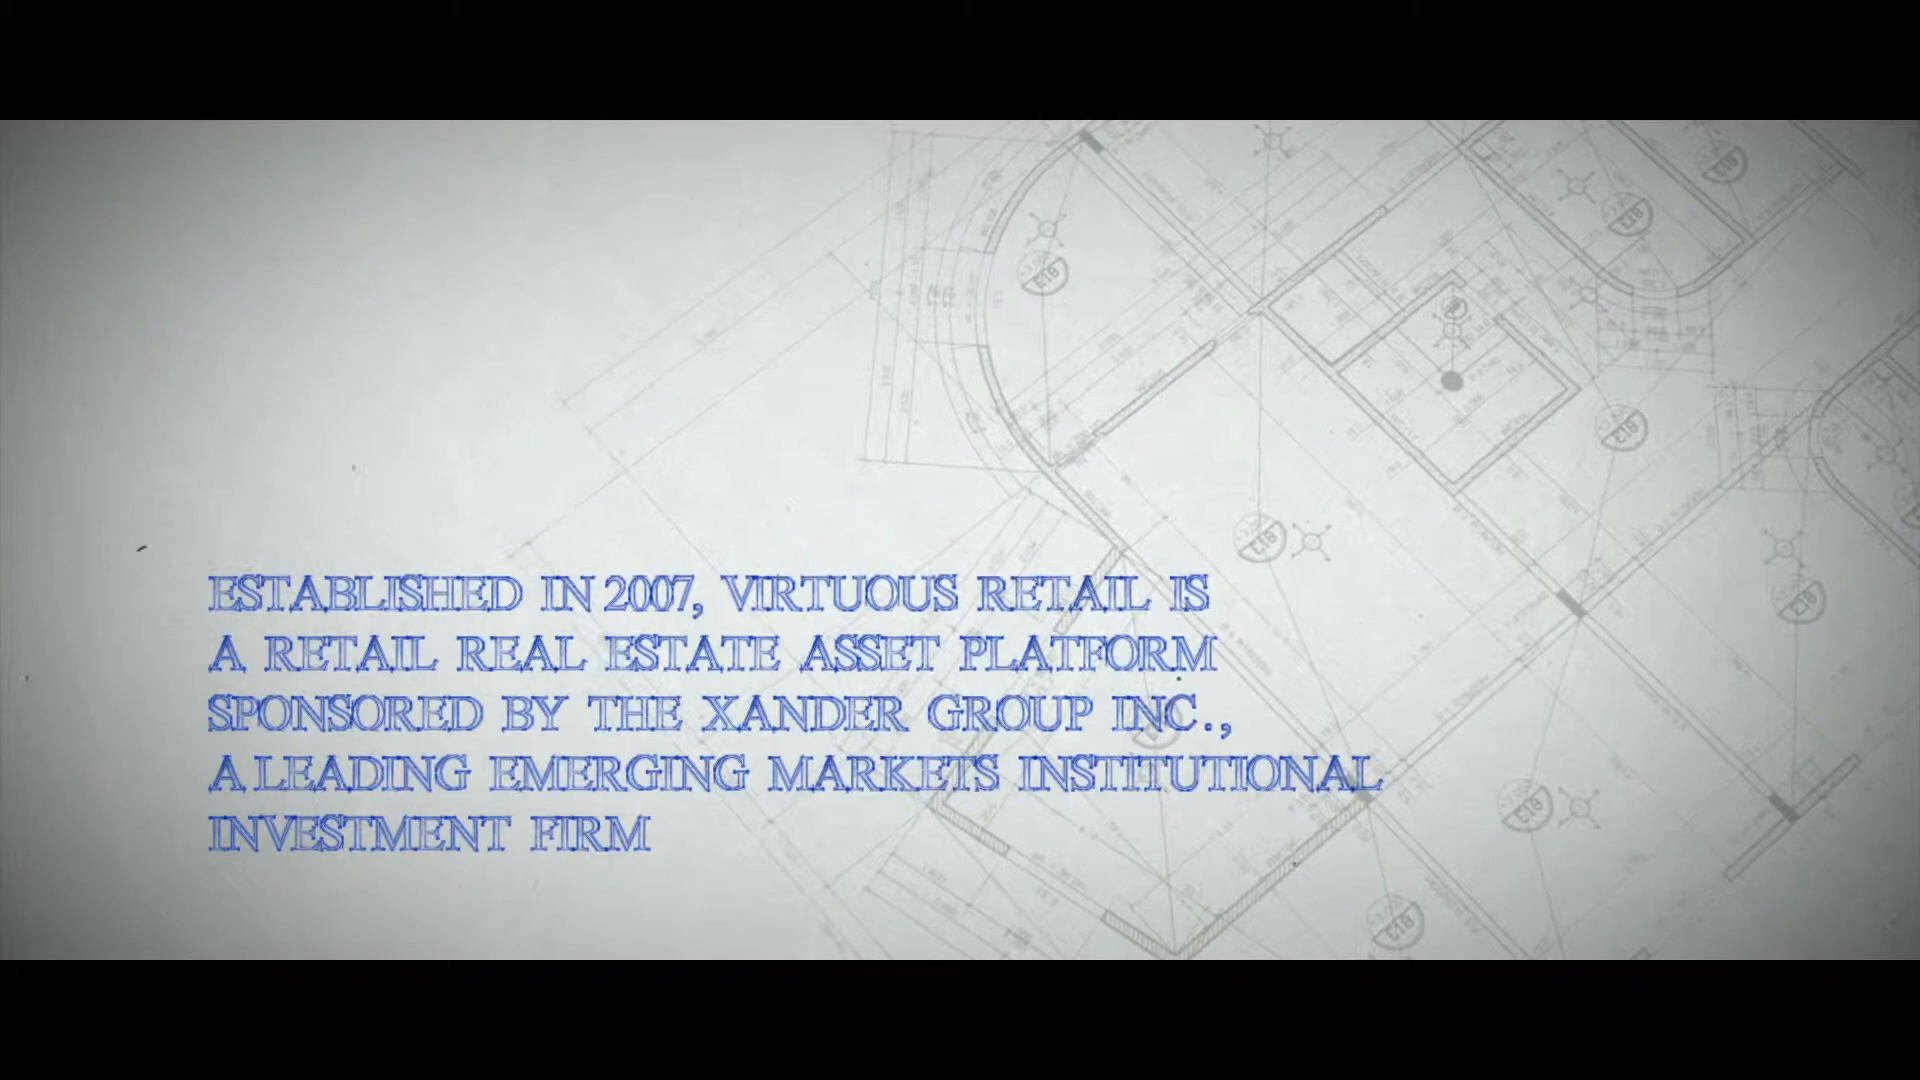 ESTABLISHED IN 2007, VIRTUOUS RETAIL IS
A RETAIL REAL ESTATE ASSET PLATFORM
SPONSORED BY THE XANDER GROUP INC.,
A LEADING EMERGING MARKETS INSTITUTIONAL
INVESTMENT FIRM